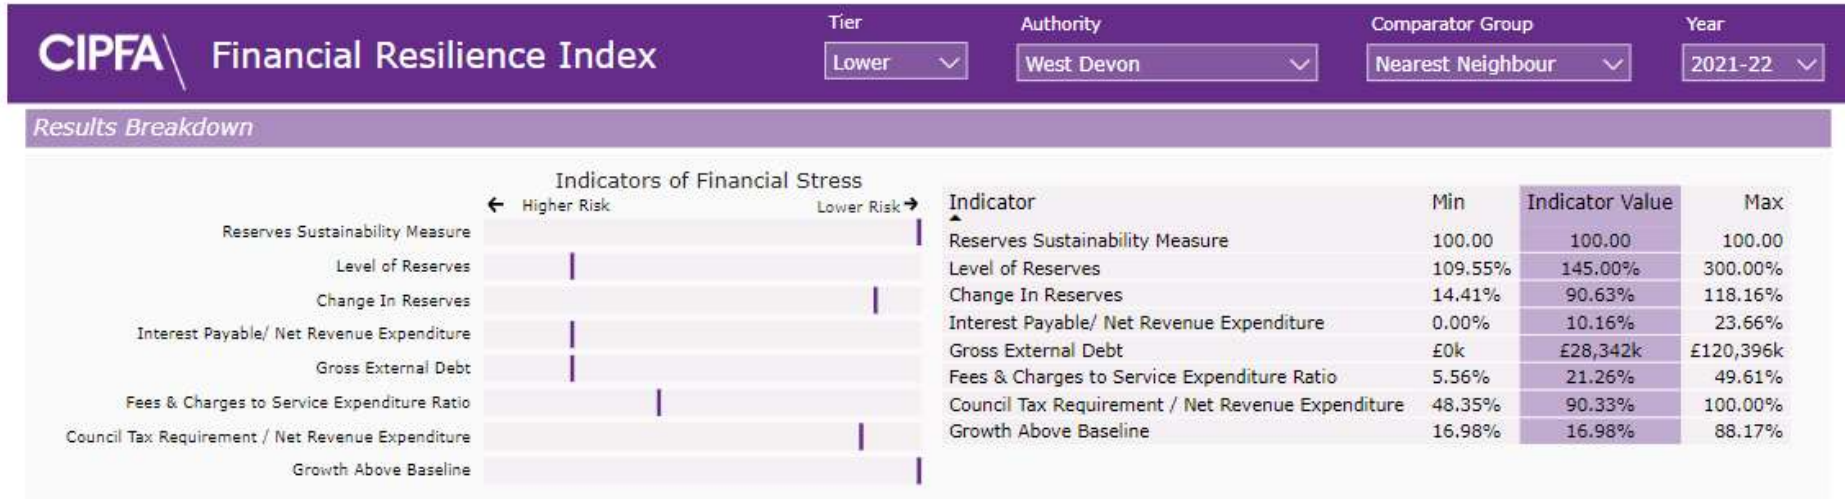 Tier Authority Comparator Group Year
CIPFA\ Financial Resilience Index Lower West Devon Nearest Neighbour 2021-22
Results Breakdown
Indicators of Financial Stress
← Higher Risk Lower Risk →
Reserves Sustainability Measure
Level of Reserves
Change In Reserves
Interest Payable/ Net Revenue Expenditure
Gross External Debt
Fees & Charges to Service Expenditure Ratio
Council Tax Requirement / Net Revenue Expenditure
Growth Above Baseline
Indicator Min Indicator Value Max
Reserves Sustainability Measure 100.00 100.00 100.00
Level of Reserves 109.55% 145.00% 300.00%
Change In Reserves 14.41% 90.63% 118.16%
Interest Payable/ Net Revenue Expenditure 0.00% 10.16% 23.66%
Gross External Debt £0k £28,342k £120,396k
Fees & Charges to Service Expenditure Ratio 5.56% 21.26% 49.61%
Council Tax Requirement / Net Revenue Expenditure 48.35% 90.33% 100.00%
Growth Above Baseline 16.98% 16.98% 88.17%